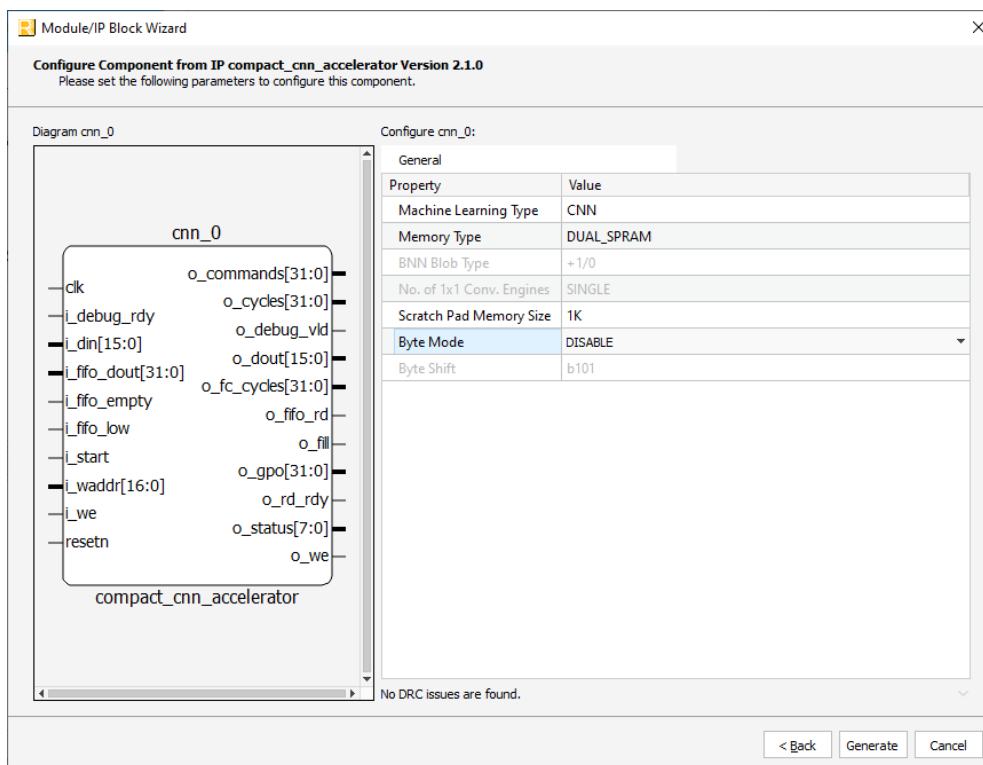 Module/IP Block Wizard
Configure Component from IP compact_cnn_accelerator Version 2.1.0
Please set the following parameters to configure this component.
Diagram cnn_0
cnn_0
clk
i_debug_rdy
i_din[15:0]
i_fifo_dout[31:0]
i_fifo_empty
i_fifo_low
i_start
i_waddr[16:0]
i_we
resetn
o_commands[31:0]
o_cycles[31:0]
o_debug_vld
o_dout[15:0]
o_fc_cycles[31:0]
o_fifo_rd
o_fill
o_gpo[31:0]
o_rd_rdy
o_status[7:0]
o_we
compact_cnn_accelerator
Configure cnn_0:
General
Property Value
Machine Learning Type CNN
Memory Type DUAL_SPRAM
BNN Blob Type +1/0
No. of 1x1 Conv. Engines SINGLE
Scratch Pad Memory Size 1K
Byte Mode DISABLE
Byte Shift b101
No DRC issues are found.
< Back Generate Cancel